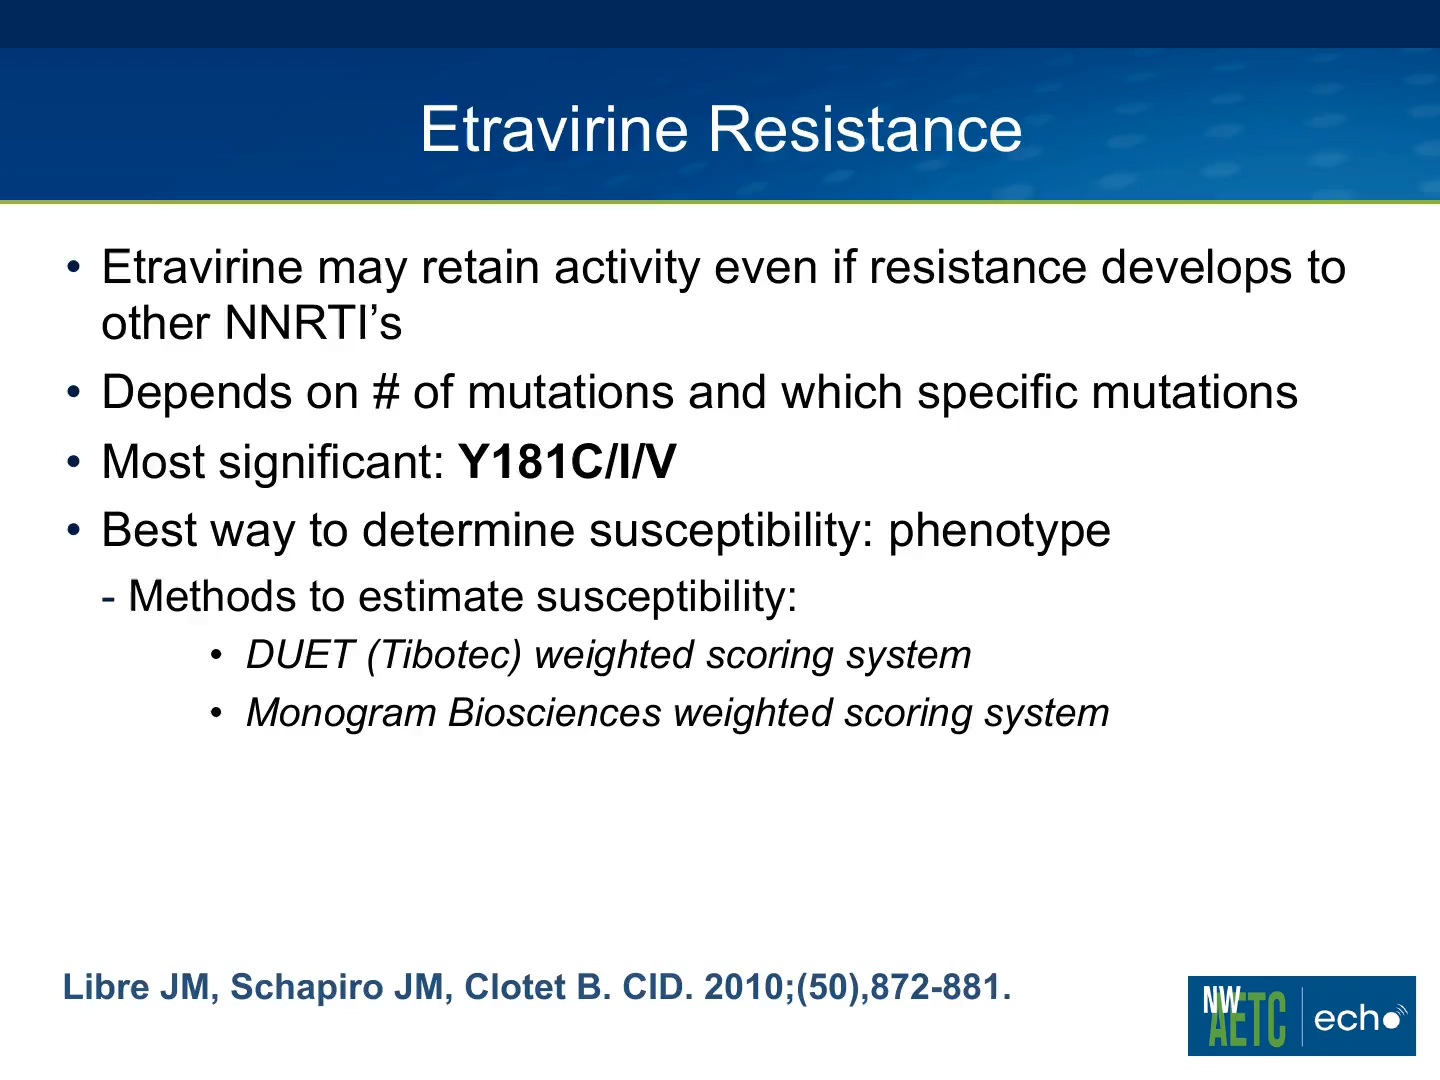 Etravirine Resistance
• Etravirine may retain activity even if resistance develops to
other NNRTI’s
• Depends on # of mutations and which specific mutations
• Most significant: Y181C/I/V
• Best way to determine susceptibility: phenotype
- Methods to estimate susceptibility:
• DUET (Tibotec) weighted scoring system
• Monogram Biosciences weighted scoring system
Libre JM, Schapiro JM, Clotet B. CID. 2010;(50),872-881.
NW
AETC echo